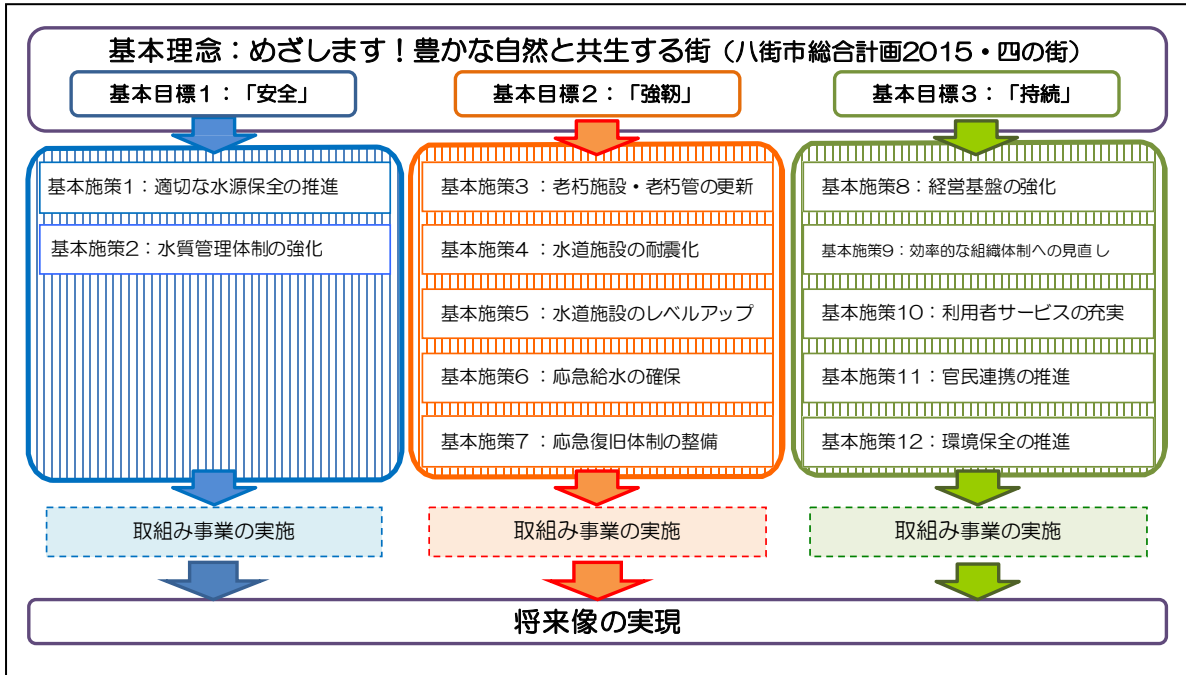 基本理念：めざします！豊かな自然と共生する街（八街市総合計画2015・四の街）
基本目標１：「安全」
基本目標２：「強靭」
基本目標３：「持続」
基本施策１：適切な水源保全の推進
基本施策２：水質管理体制の強化
基本施策３：老朽施設・老朽管の更新
基本施策４：水道施設の耐震化
基本施策５：水道施設のレベルアップ
基本施策６：応急給水の確保
基本施策７：応急復旧体制の整備
基本施策８：経営基盤の強化
基本施策９：効率的な組織体制への見直し
基本施策10：利用者サービスの充実
基本施策11：官民連携の推進
基本施策12：環境保全の推進
取組み事業の実施
取組み事業の実施
取組み事業の実施
将来像の実現